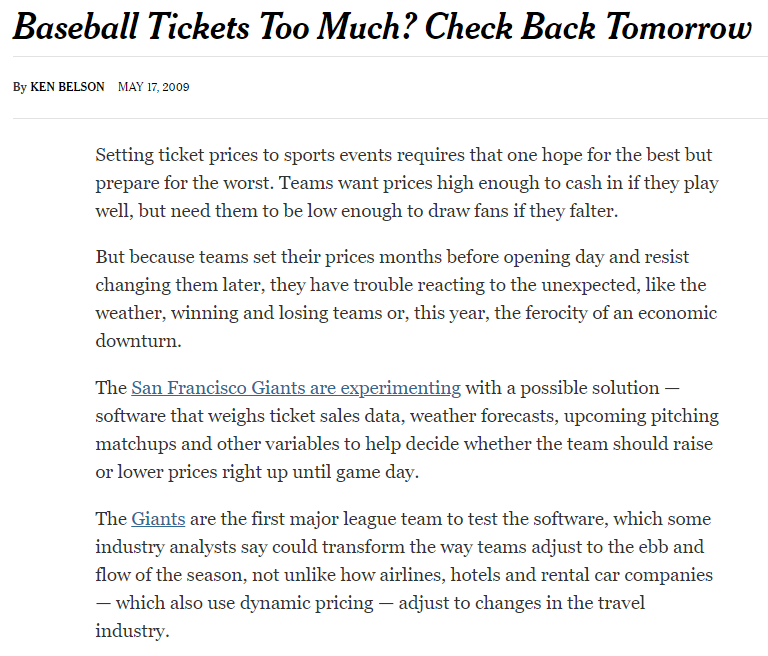 Baseball Tickets Too Much? Check Back Tomorrow
By KEN BELSON MAY 17, 2009
Setting ticket prices to sports events requires that one hope for the best but
prepare for the worst. Teams want prices high enough to cash in if they play
well, but need them to be low enough to draw fans if they falter.
But because teams set their prices months before opening day and resist
changing them later, they have trouble reacting to the unexpected, like the
weather, winning and losing teams or, this year, the ferocity of an economic
downturn.
The San Francisco Giants are experimenting with a possible solution —
software that weighs ticket sales data, weather forecasts, upcoming pitching
matchups and other variables to help decide whether the team should raise
or lower prices right up until game day.
The Giants are the first major league team to test the software, which some
industry analysts say could transform the way teams adjust to the ebb and
flow of the season, not unlike how airlines, hotels and rental car companies
— which also use dynamic pricing — adjust to changes in the travel
industry.